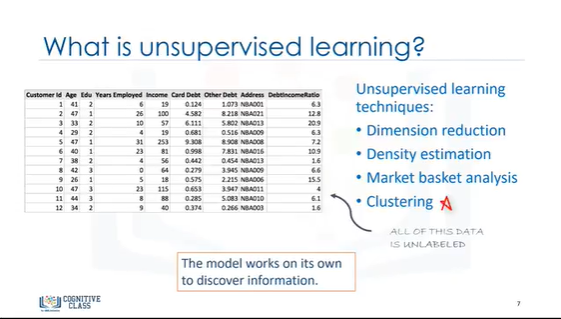 What is unsupervised learning?
Customer Id Age Edu Years Employed Income Card Debt Other Debt Address DebtIncomeRatio
1 41 2 6 19 0.124 1.073 NBA001 6.3
2 47 1 26 100 4.582 8.218 NBA021 12.8
3 33 2 10 57 6.111 5.802 NBA013 20.9
4 29 2 4 19 0.681 0.516 NBA009 6.3
5 47 1 31 253 9.308 8.908 NBA008 7.2
6 40 1 23 81 0.998 7.831 NBA016 10.9
7 38 2 4 56 0.442 0.454 NBA013 1.6
8 42 3 0 64 0.279 3.945 NBA009 6.6
9 26 1 5 18 0.575 2.215 NBA006 15.5
10 47 3 23 115 0.653 3.947 NBA011 4
11 44 3 8 88 0.285 5.083 NBA010 6.1
12 34 2 9 40 0.374 0.266 NBA003 1.6
Unsupervised learning
techniques:
• Dimension reduction
• Density estimation
• Market basket analysis
• Clustering
ALL OF THIS DATA
IS UNLABELED
The model works on its own
to discover information.
COGNITIVE
CLASS
7